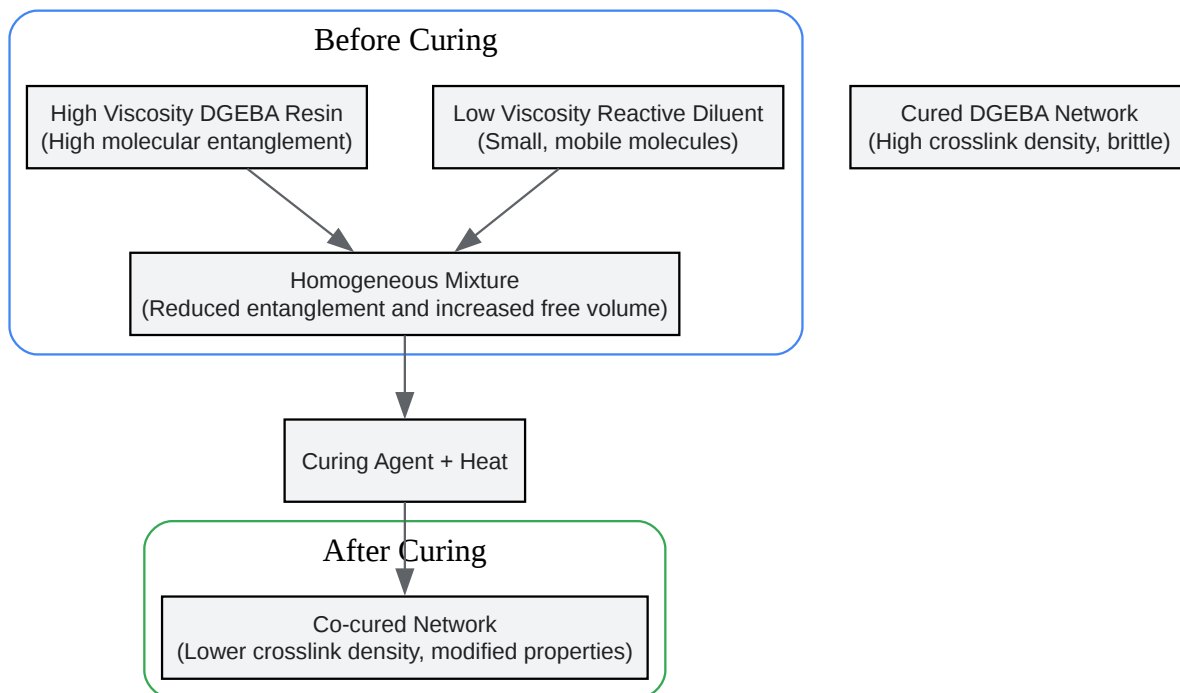 Before Curing
High Viscosity DGEBA Resin
(High molecular entanglement)
Low Viscosity Reactive Diluent
(Small, mobile molecules)
Cured DGEBA Network
(High crosslink density, brittle)
Homogeneous Mixture
(Reduced entanglement and increased free volume)
Curing Agent + Heat
After Curing
Co-cured Network
(Lower crosslink density, modified properties)